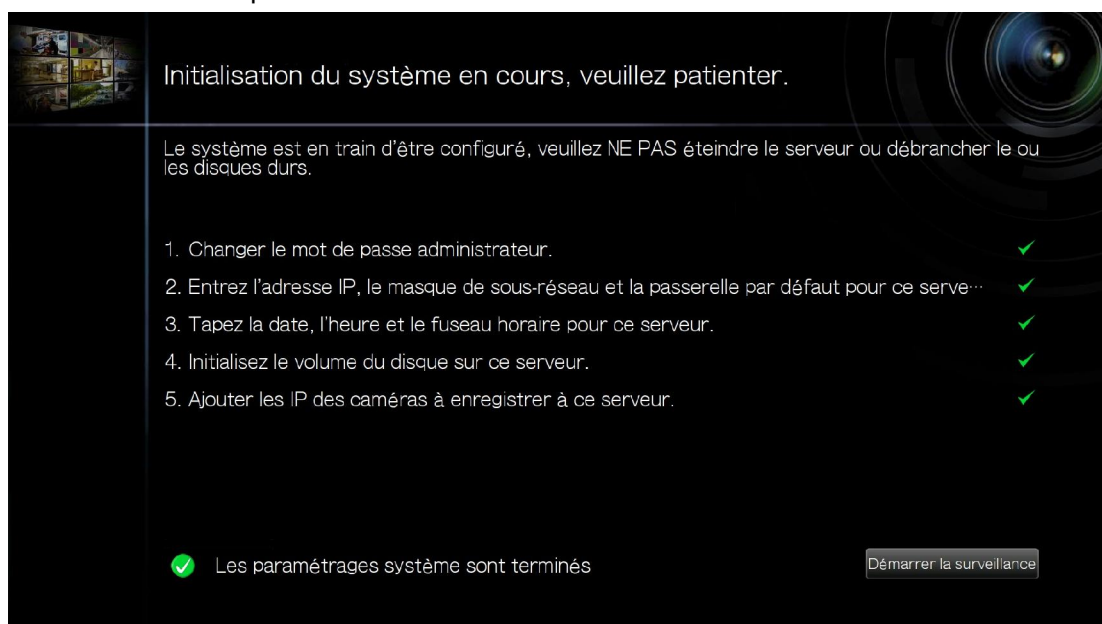 Initialisation du système en cours, veuillez patienter.
Le système est en train d'être configuré, veuillez NE PAS éteindre le serveur ou débrancher le ou
les disques durs.
1. Changer le mot de passe administrateur.
2. Entrez l'adresse IP, le masque de sous-réseau et la passerelle par défaut pour ce serve…
3. Tapez la date, l'heure et le fuseau horaire pour ce serveur.
4. Initialisez le volume du disque sur ce serveur.
5. Ajouter les IP des caméras à enregistrer à ce serveur.
Les paramétrages système sont terminés
Démarrer la surveillance